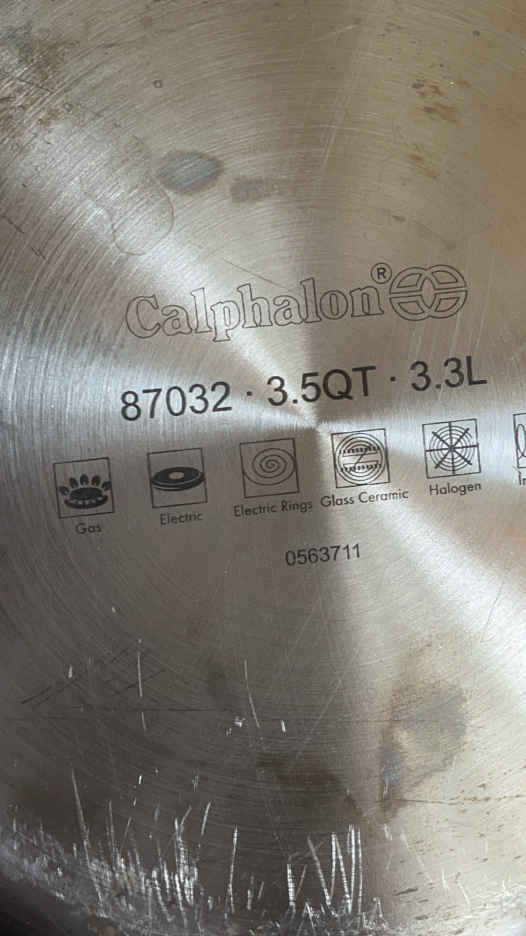 Calphalon®
87032 · 3.5QT · 3.3L
Gas Electric Electric Rings Glass Ceramic Halogen
0563711